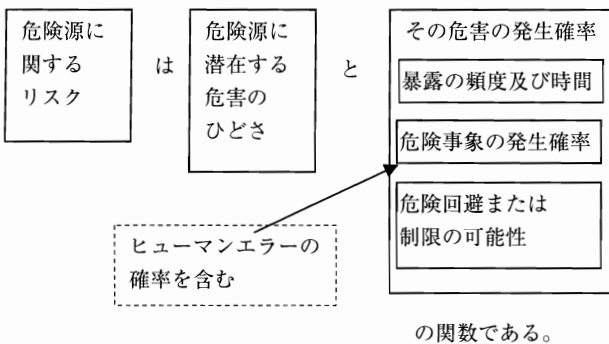 危険源に
関する
リスク
は
危険源に
潜在する
危害の
ひどさ
と
その危害の発生確率
暴露の頻度及び時間
危険事象の発生確率
危険回避または
制限の可能性
ヒューマンエラーの
確率を含む
の関数である。